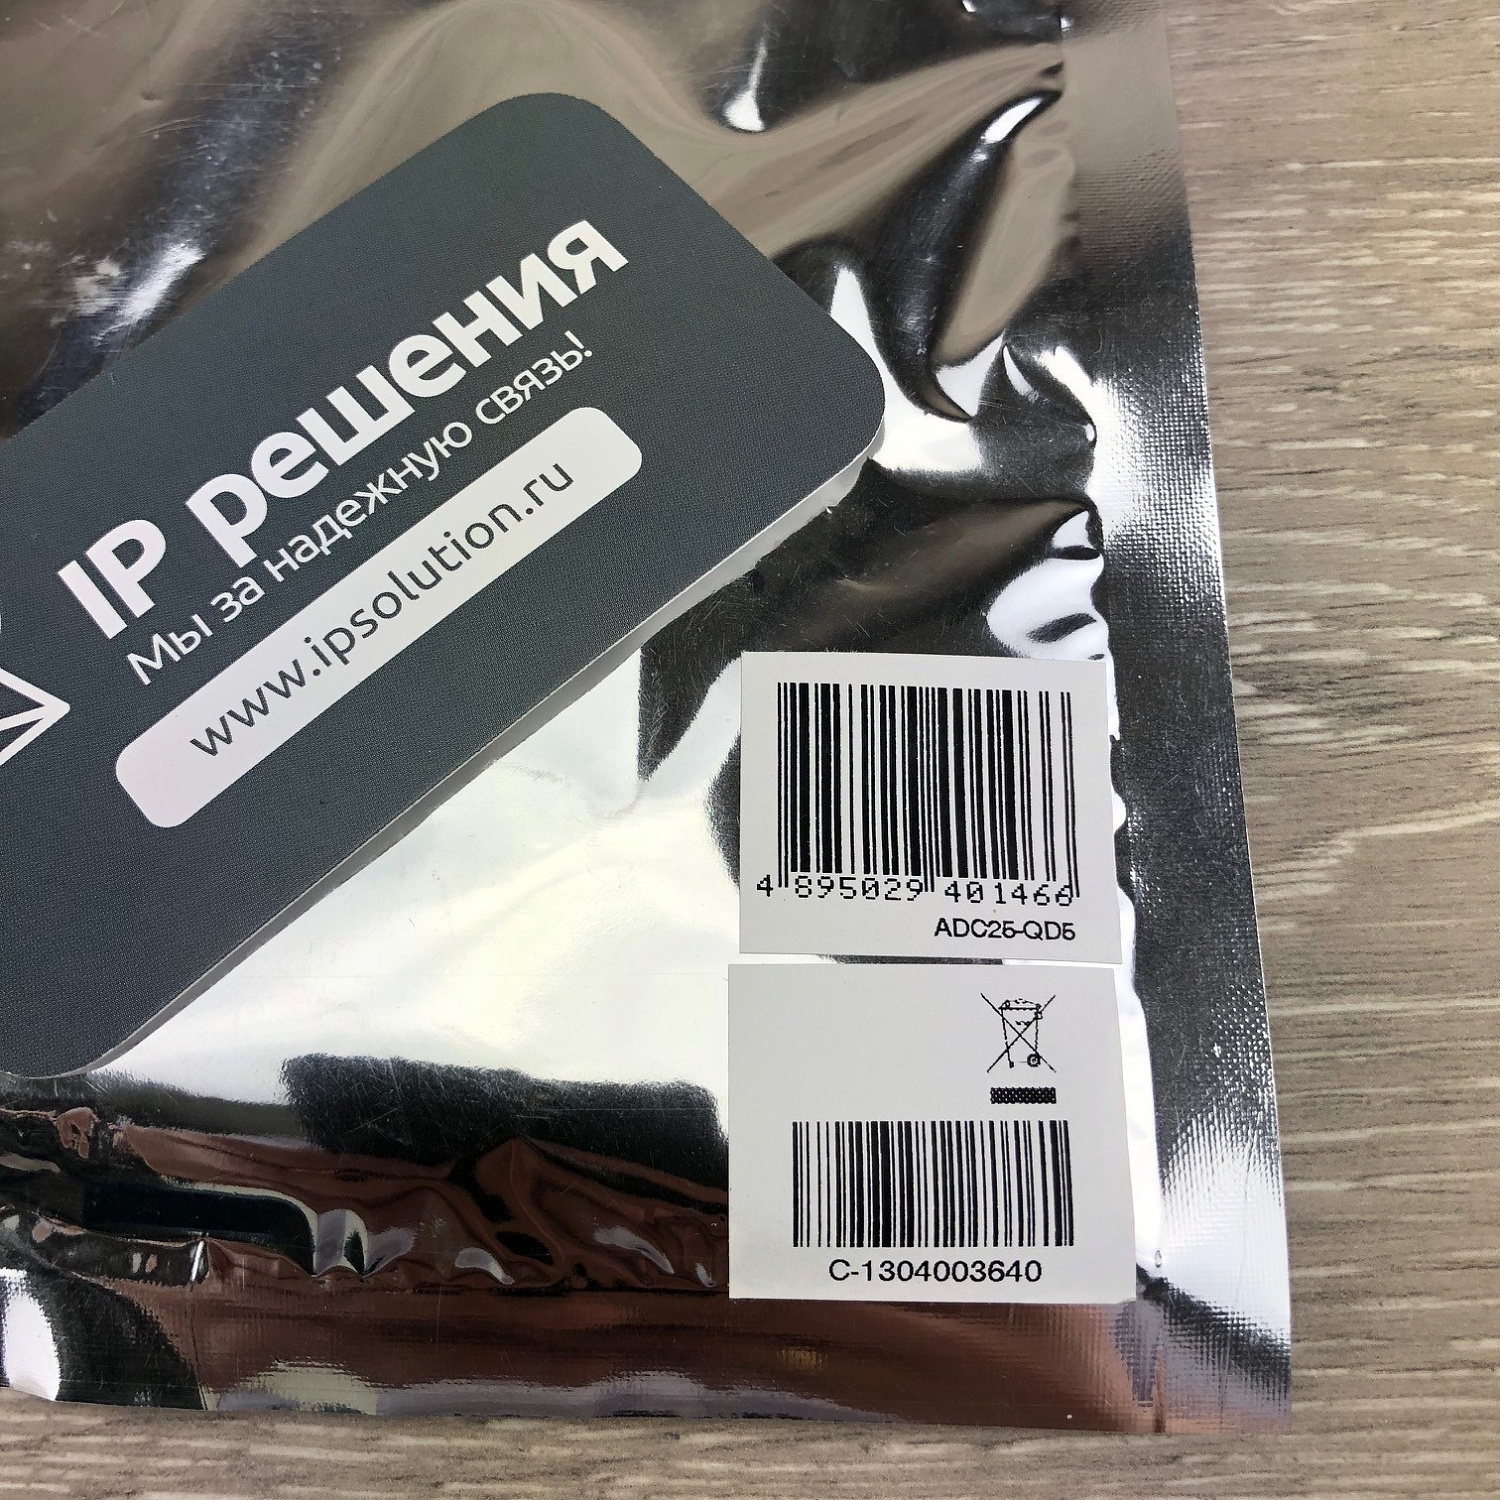 IP решения
Мы за надежную связь!
www.ipsolution.ru
4 895029 401466
ADC25-QD5
C-1304003640